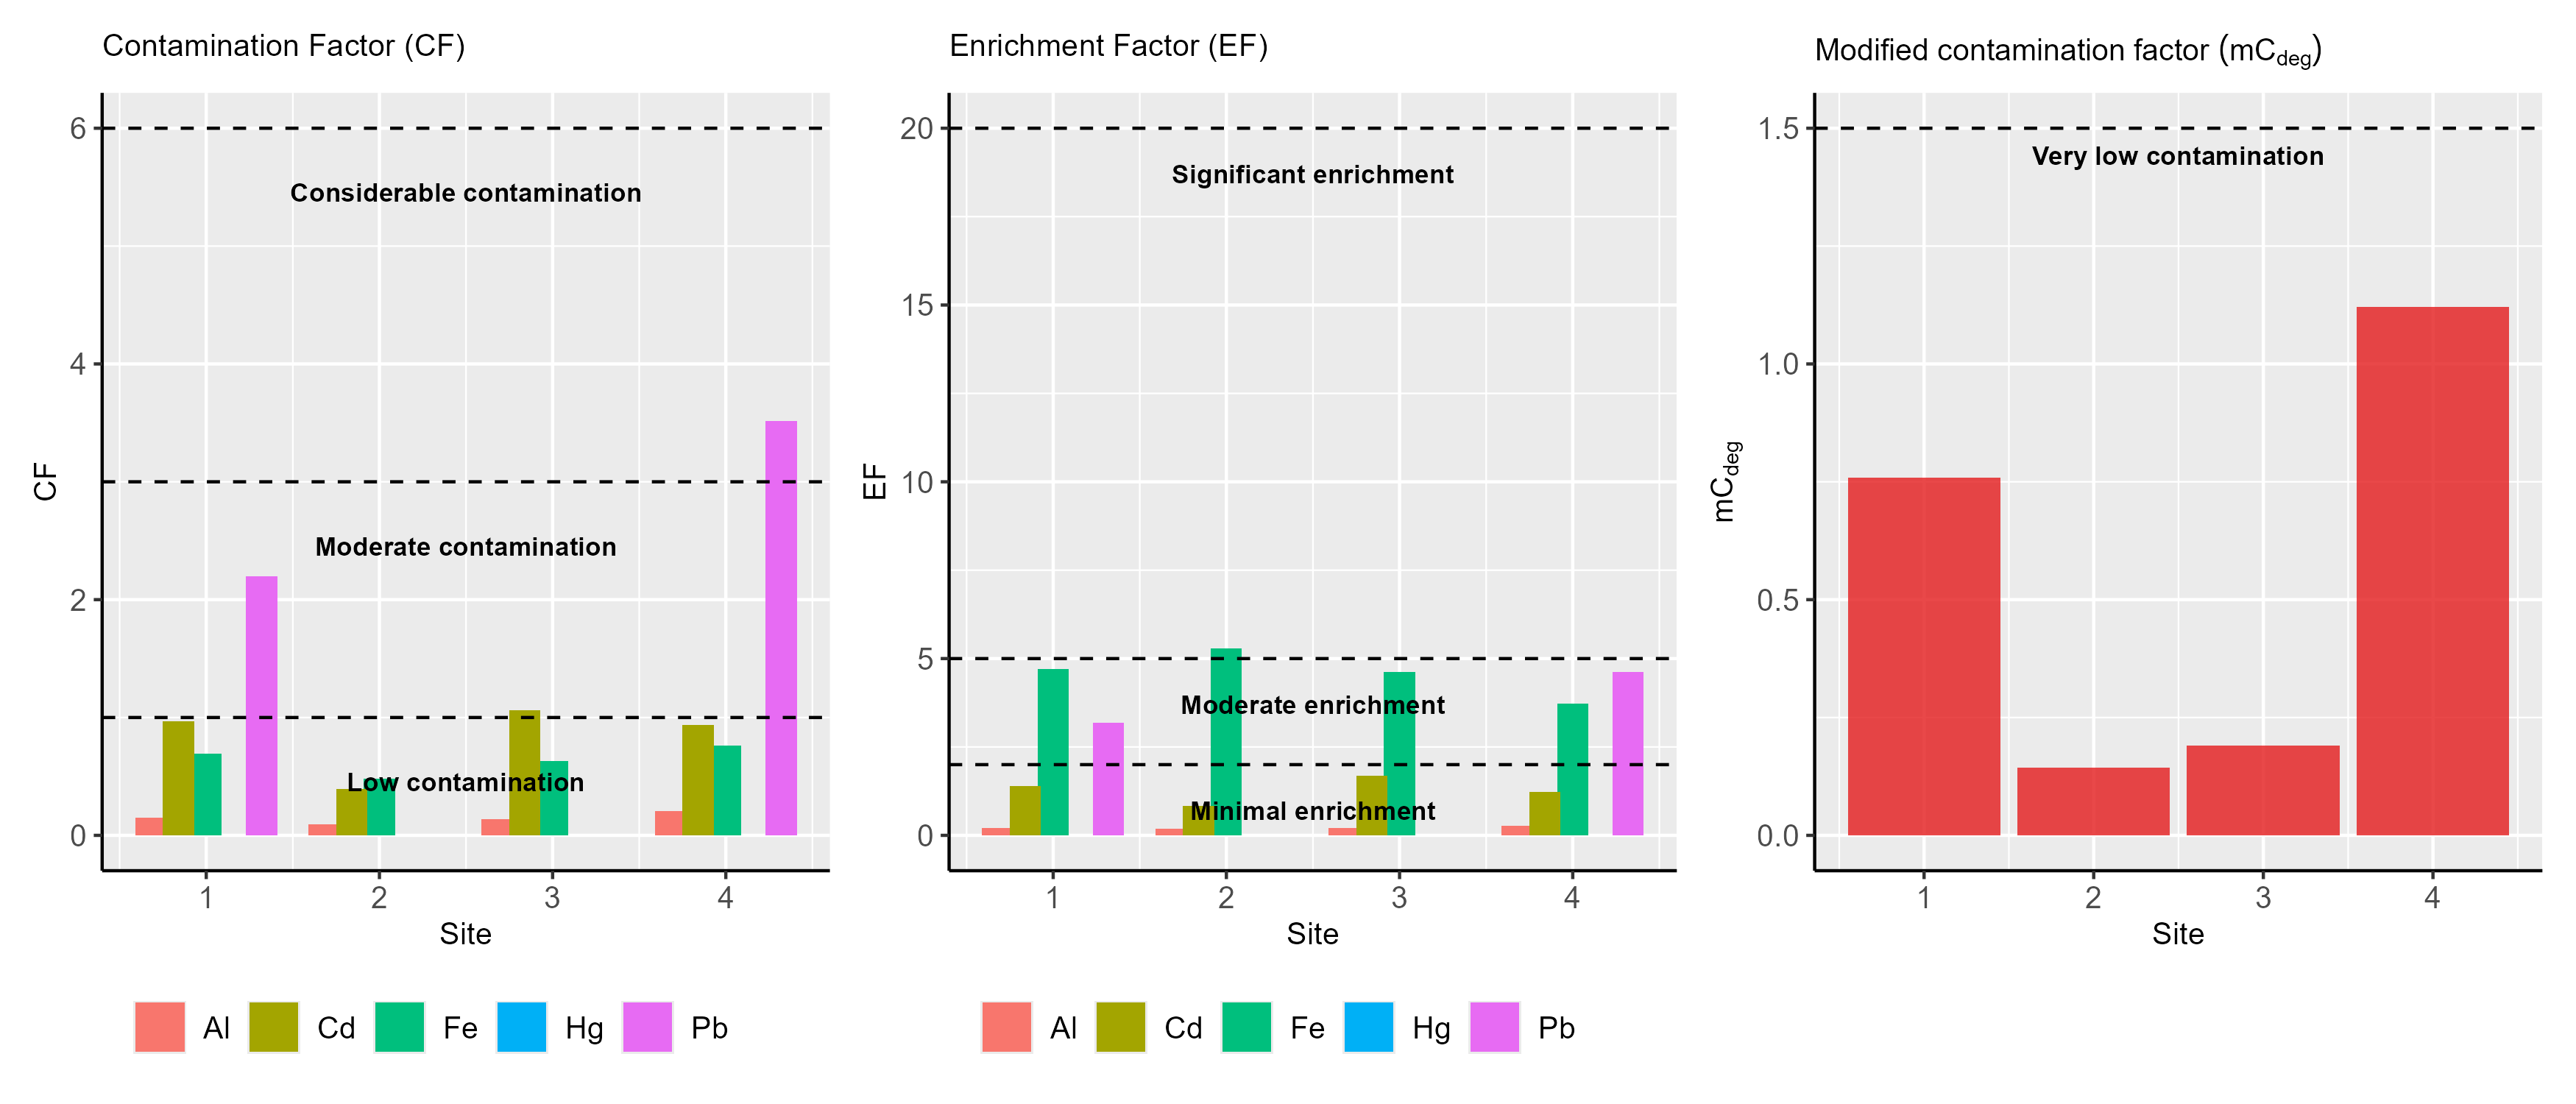 Contamination Factor (CF)
6
4
2
0
CF
Considerable contamination
Moderate contamination
Low contamination
1 2 3 4
Site
Al Cd Fe Hg Pb
Enrichment Factor (EF)
20
15
10
5
0
EF
Significant enrichment
Moderate enrichment
Minimal enrichment
1 2 3 4
Site
Al Cd Fe Hg Pb
Modified contamination factor (mCdeg)
1.5
1.0
0.5
0.0
mCdeg
Very low contamination
1 2 3 4
Site